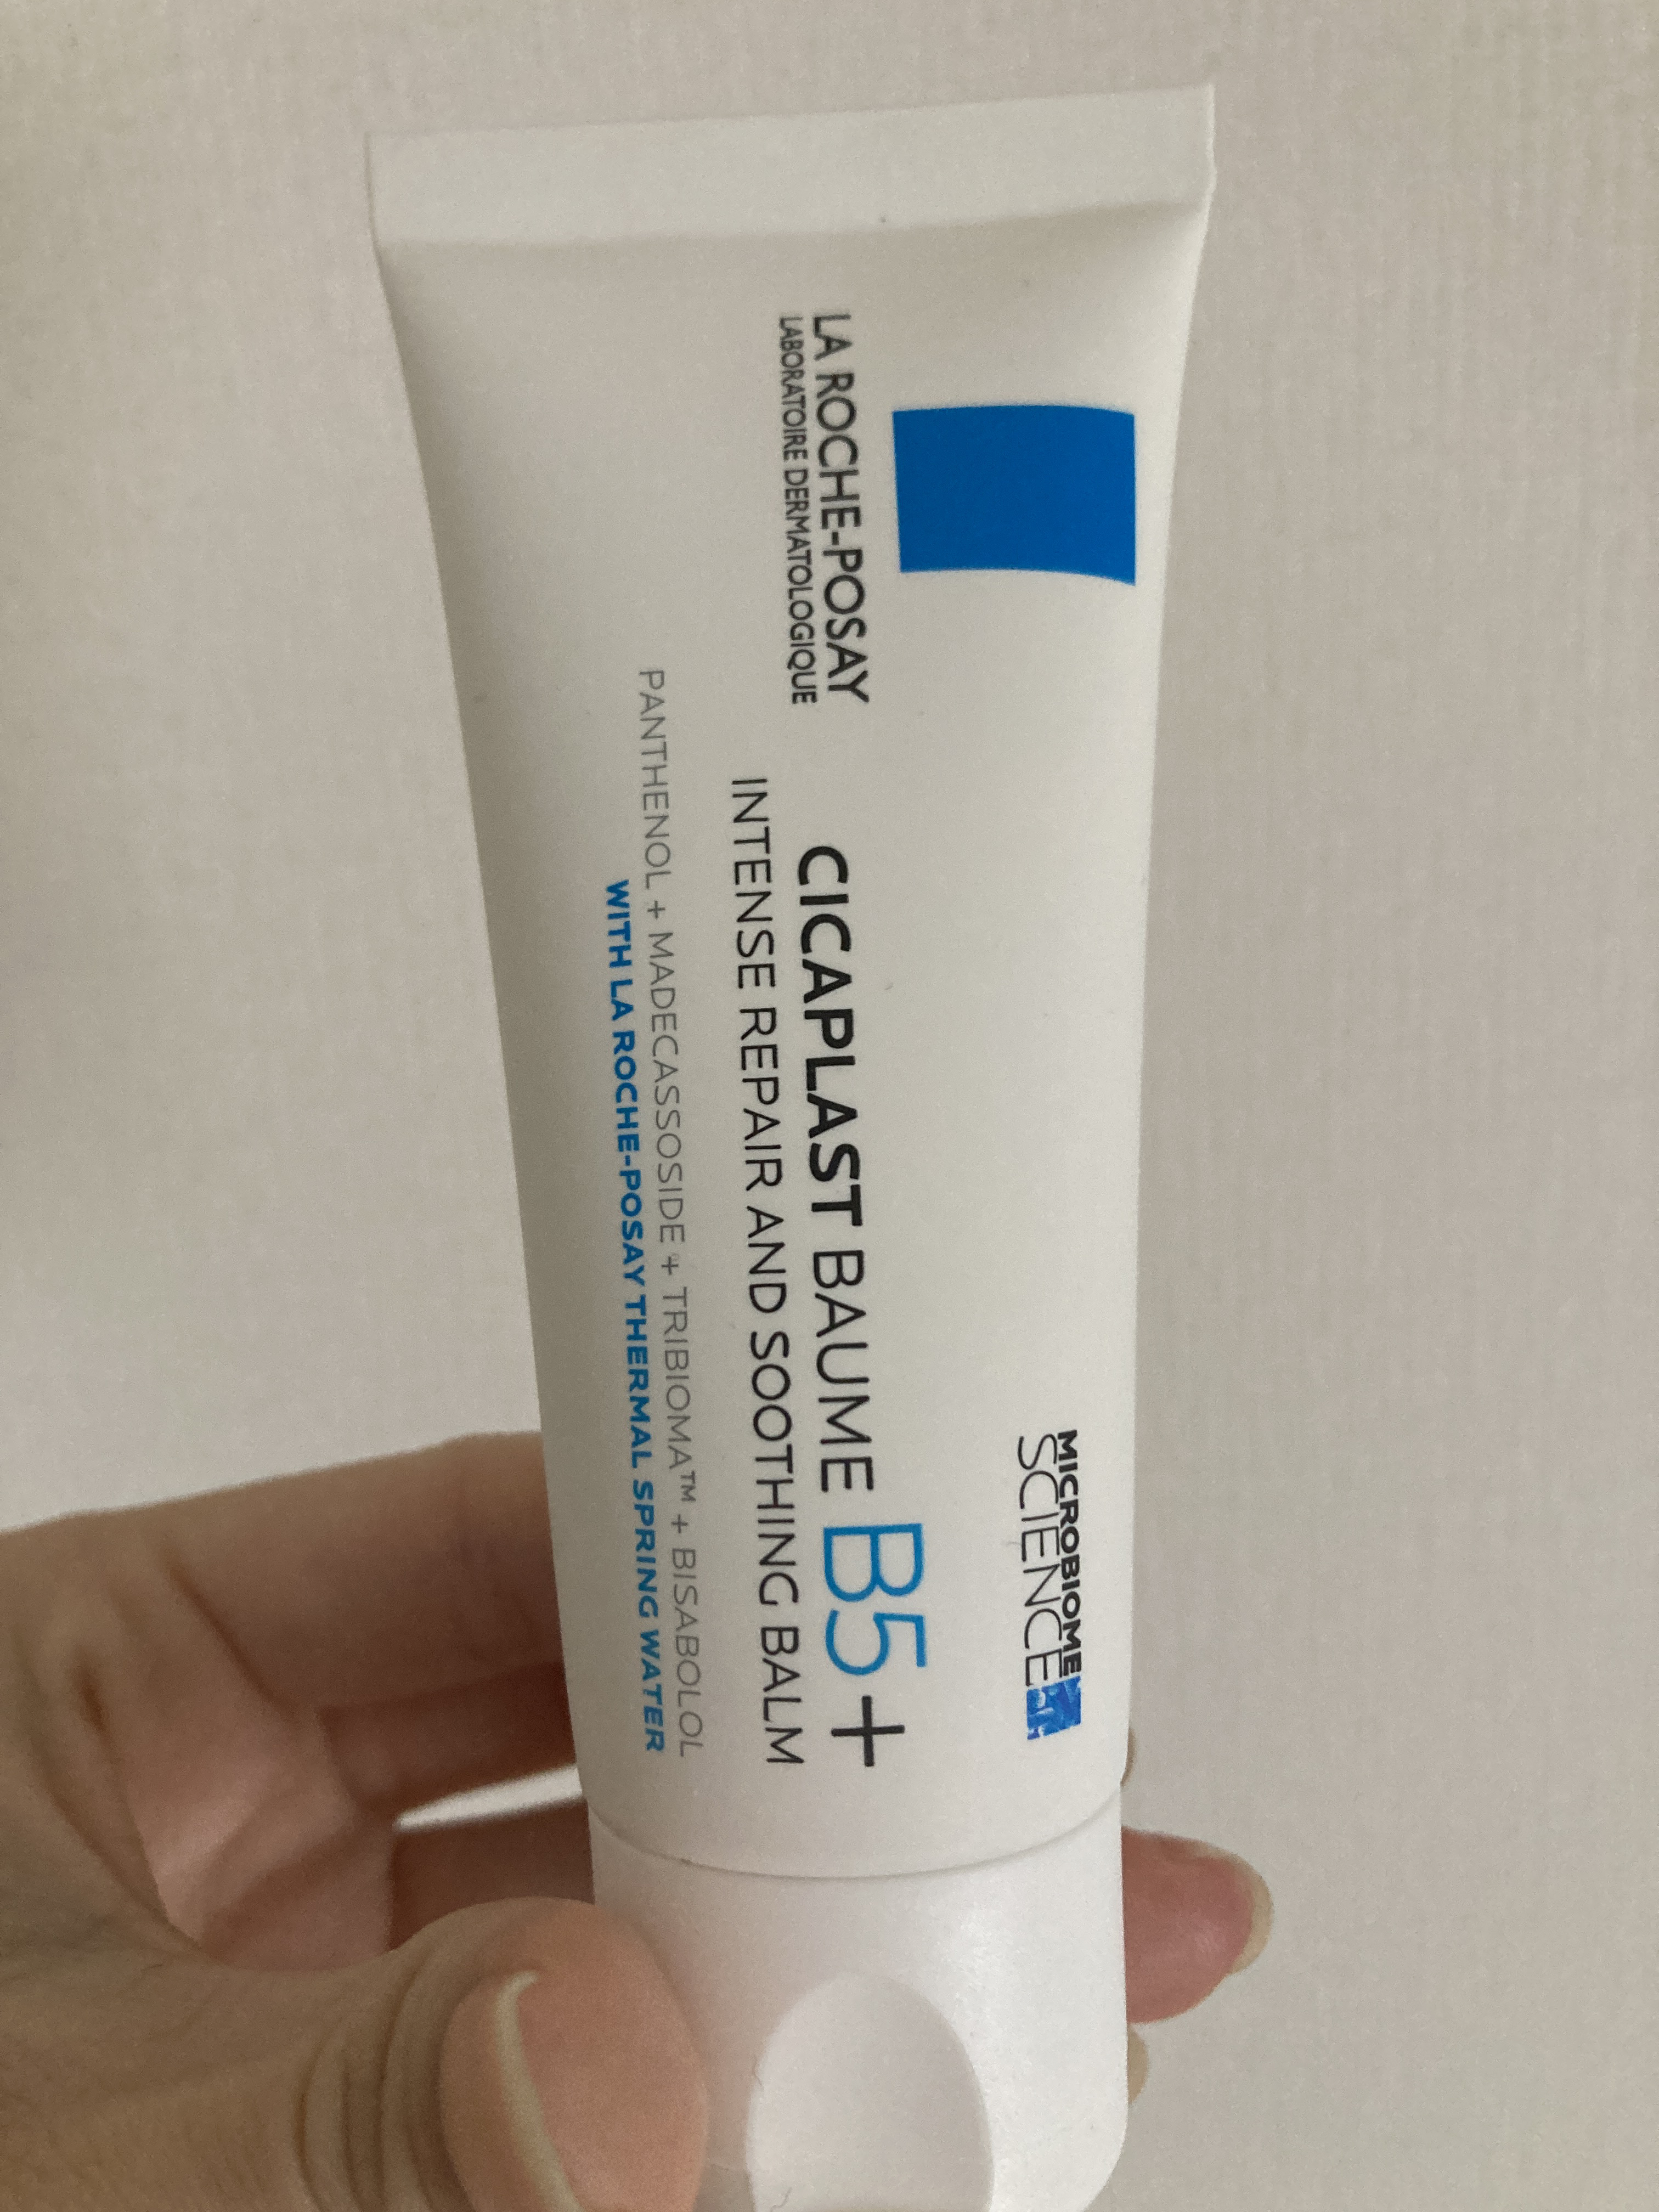 LA ROCHE-POSAY
LABORATOIRE DERMATOLOGIQUE
MICROBIOME
SCIENCE
CICAPLAST BAUME B5+
INTENSE REPAIR AND SOOTHING BALM
PANTHENOL + MADECASSOSIDE + TRIBIOMA™ + BISABOLOL
WITH LA ROCHE-POSAY THERMAL SPRING WATER